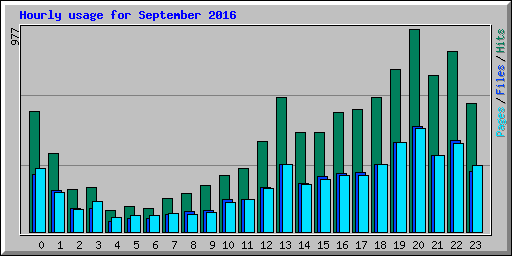 Hourly usage for September 2016
977
Pages/Files/Hits
0 1 2 3 4 5 6 7 8 9 10 11 12 13 14 15 16 17 18 19 20 21 22 23